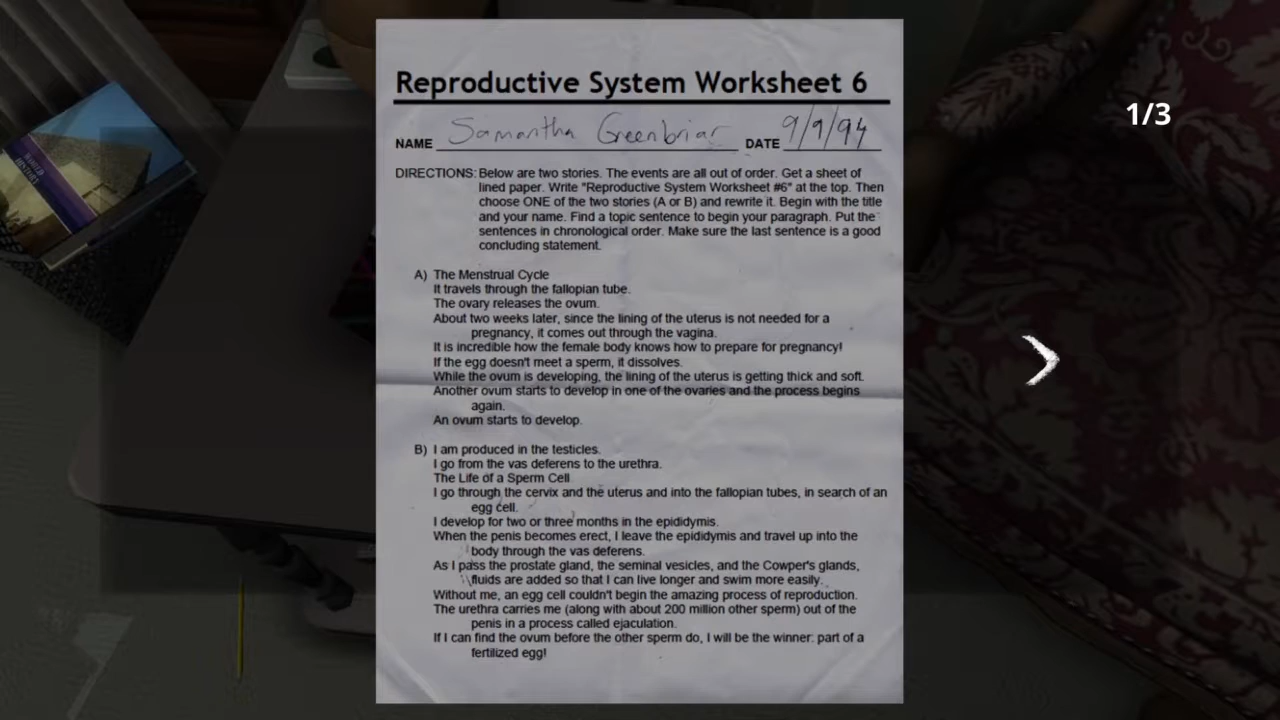 Reproductive System Worksheet 6
1/3
NAME Samantha Greenbriar DATE 9/9/94
DIRECTIONS: Below are two stories. The events are all out of order. Get a sheet of
lined paper. Write "Reproductive System Worksheet #6" at the top. Then
choose ONE of the two stories (A or B) and rewrite it. Begin with the title
and your name. Find a topic sentence to begin your paragraph. Put the
sentences in chronological order. Make sure the last sentence is a good
concluding statement.
A) The Menstrual Cycle
It travels through the fallopian tube.
The ovary releases the ovum.
About two weeks later, since the lining of the uterus is not needed for a
pregnancy, it comes out through the vagina.
It is incredible how the female body knows how to prepare for pregnancy!
If the egg doesn't meet a sperm, it dissolves.
While the ovum is developing, the lining of the uterus is getting thick and soft.
Another ovum starts to develop in one of the ovaries and the process begins
again.
An ovum starts to develop.
B) I am produced in the testicles.
I go from the vas deferens to the urethra.
The Life of a Sperm Cell
I go through the cervix and the uterus and into the fallopian tubes, in search of an
egg cell.
I develop for two or three months in the epididymis.
When the penis becomes erect, I leave the epididymis and travel up into the
body through the vas deferens.
As I pass the prostate gland, the seminal vesicles, and the Cowper's glands,
fluids are added so that I can live longer and swim more easily.
Without me, an egg cell couldn't begin the amazing process of reproduction.
The urethra carries me (along with about 200 million other sperm) out of the
penis in a process called ejaculation.
If I can find the ovum before the other sperm do, I will be the winner: part of a
fertilized egg!
WORLD
HISTORY